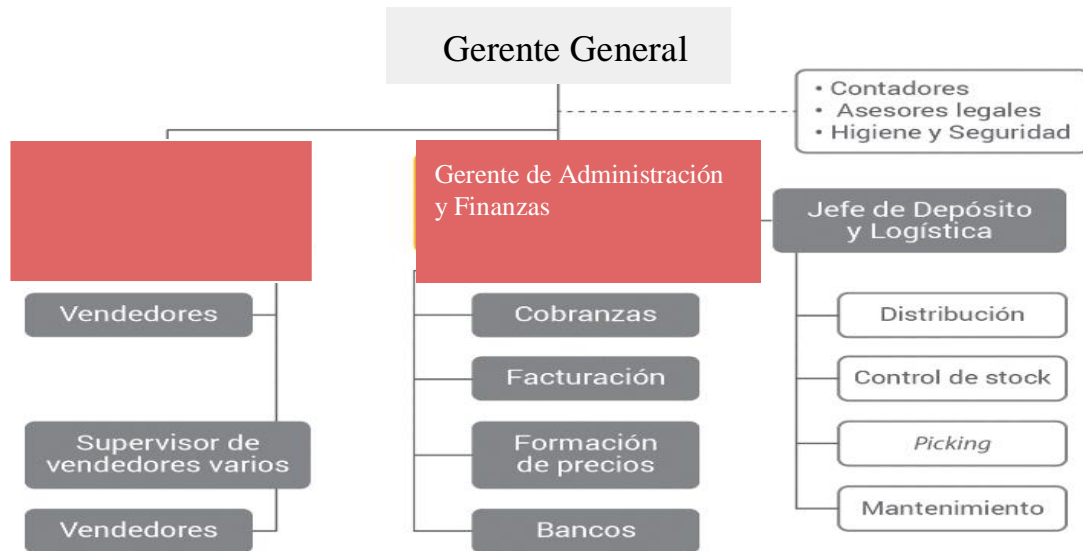 Gerente General
• Contadores
• Asesores legales
• Higiene y Seguridad
Gerente de Administración
y Finanzas
Jefe de Depósito
y Logística
Vendedores
Supervisor de
vendedores varios
Vendedores
Cobranzas
Facturación
Formación
de precios
Bancos
Distribución
Control de stock
Picking
Mantenimiento